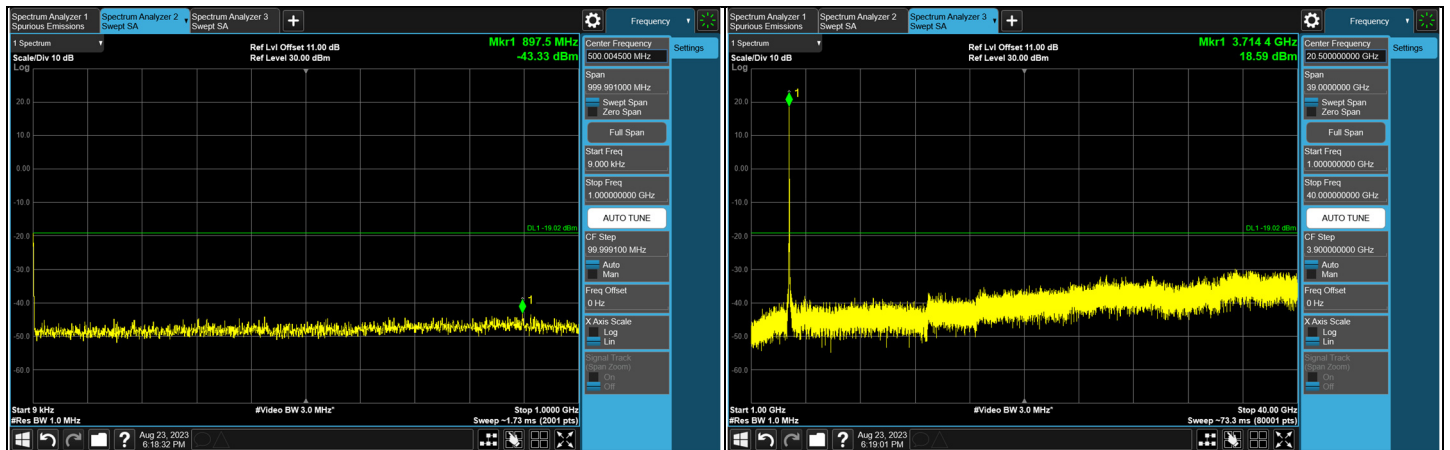 Spectrum Analyzer 1
Spurious Emissions
Spectrum Analyzer 2
Swept SA
Spectrum Analyzer 3
Swept SA
Frequency
1 Spectrum
Scale/Div 10 dB
Log
Ref Lvl Offset 11.00 dB
Ref Level 30.00 dBm
Mkr1 897.5 MHz
-43.33 dBm
20.0
10.0
0.00
-10.0
-20.0
-30.0
-40.0
-50.0
-60.0
DL1 -19.02 dBm
1
Start 9 kHz
#Res BW 1.0 MHz
#Video BW 3.0 MHz*
Stop 1.0000 GHz
Sweep ~1.73 ms (2001 pts)
Center Frequency
500.004500 MHz
Settings
Span
999.991000 MHz
Swept Span
Zero Span
Full Span
Start Freq
9.000 kHz
Stop Freq
1.000000000 GHz
AUTO TUNE
CF Step
99.999100 MHz
Auto
Man
Freq Offset
0 Hz
X Axis Scale
Log
Lin
Signal Track
(Span Zoom)
On
Off
?
Aug 23, 2023
6:18:32 PM
Spectrum Analyzer 1
Spurious Emissions
Spectrum Analyzer 2
Swept SA
Spectrum Analyzer 3
Swept SA
Frequency
1 Spectrum
Scale/Div 10 dB
Log
Ref Lvl Offset 11.00 dB
Ref Level 30.00 dBm
Mkr1 3.714 4 GHz
18.59 dBm
20.0
10.0
0.00
-10.0
-20.0
-30.0
-40.0
-50.0
-60.0
1
DL1 -19.02 dBm
Start 1.00 GHz
#Res BW 1.0 MHz
#Video BW 3.0 MHz*
Stop 40.00 GHz
Sweep ~73.3 ms (80001 pts)
Center Frequency
20.500000000 GHz
Settings
Span
39.0000000 GHz
Swept Span
Zero Span
Full Span
Start Freq
1.000000000 GHz
Stop Freq
40.00000000 GHz
AUTO TUNE
CF Step
3.900000000 GHz
Auto
Man
Freq Offset
0 Hz
X Axis Scale
Log
Lin
Signal Track
(Span Zoom)
On
Off
?
Aug 23, 2023
6:19:01 PM